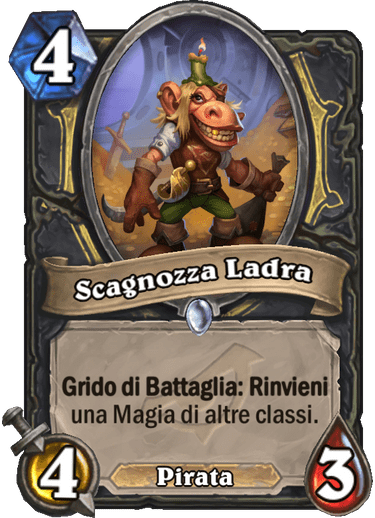 4
Scagnozza Ladra
Grido di Battaglia: Rinvieni
una Magia di altre classi.
4
Pirata
3